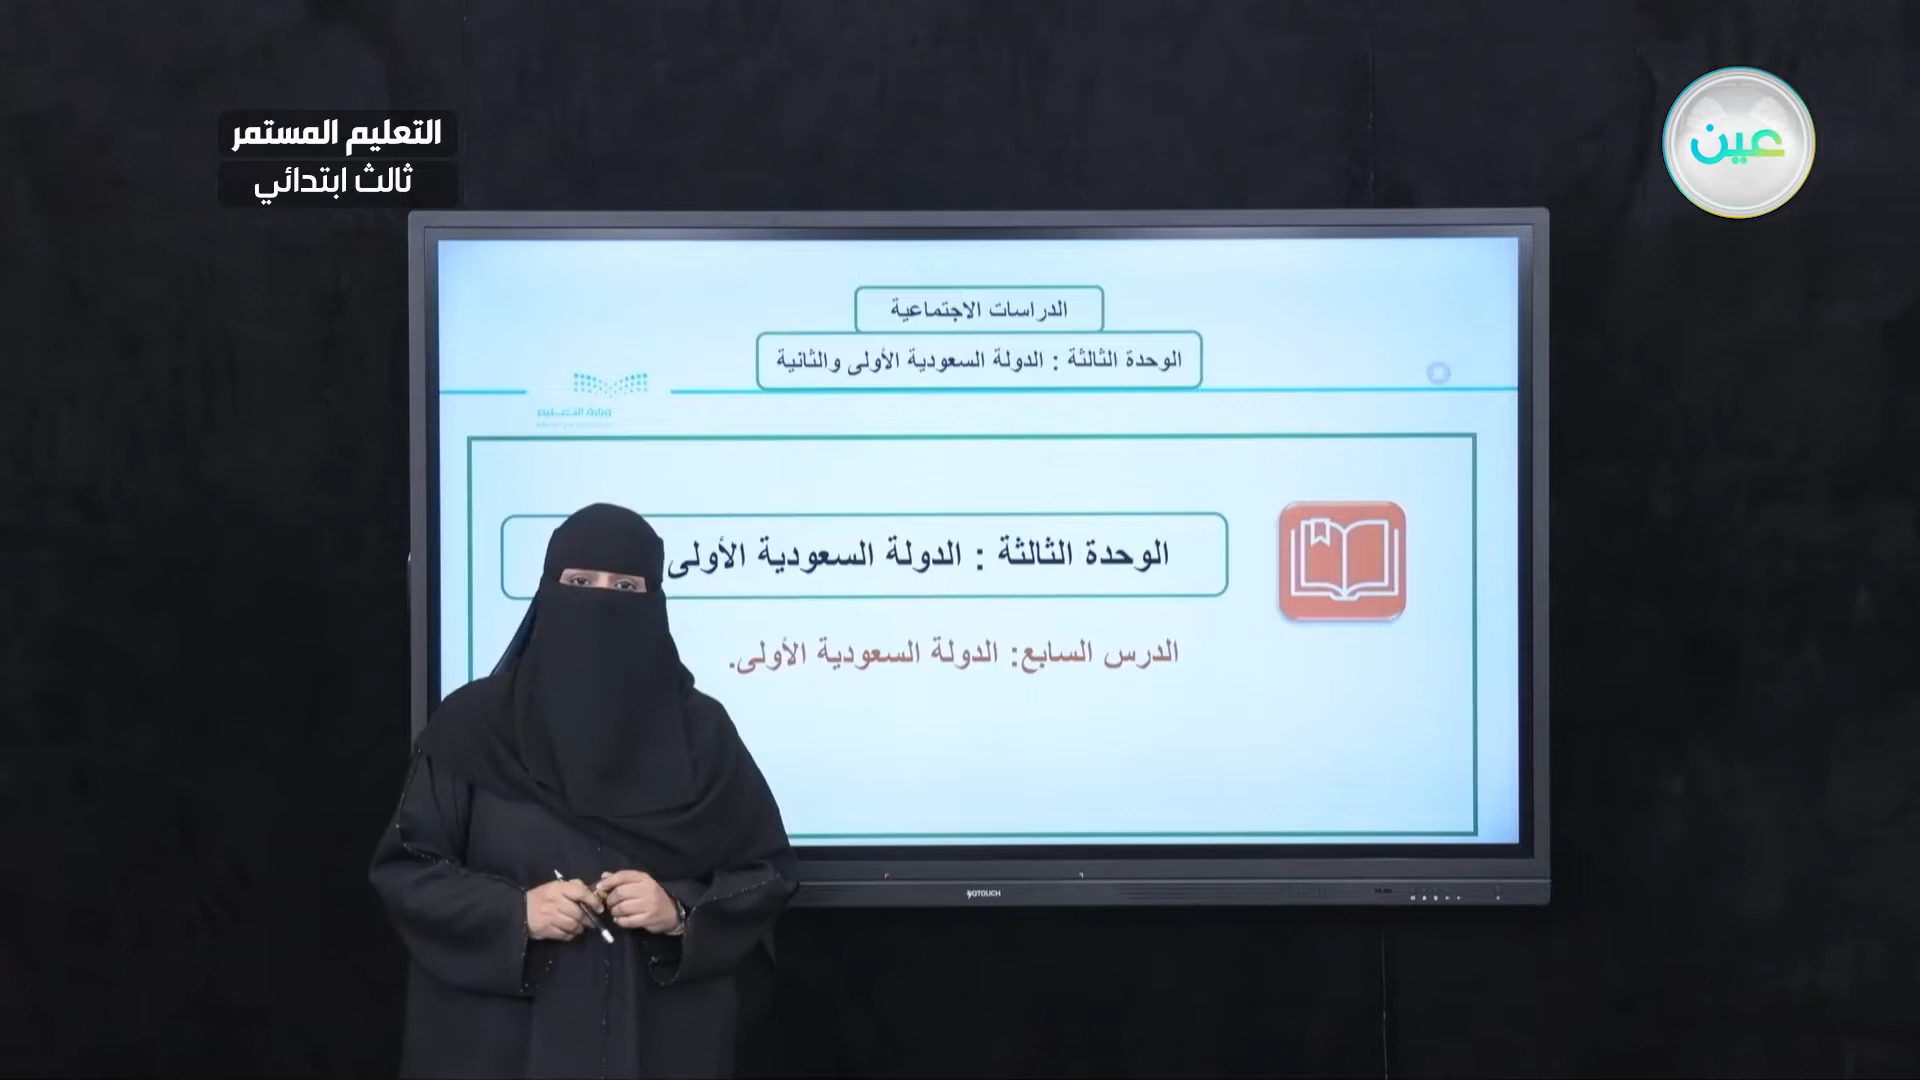 التعليم المستمر
ثالث ابتدائي
عين
الدراسات الاجتماعية
الوحدة الثالثة : الدولة السعودية الأولى والثانية
وزارة التعليم
الوحدة الثالثة : الدولة السعودية الأولى
الدرس السابع: الدولة السعودية الأولى.
YOTOUCH